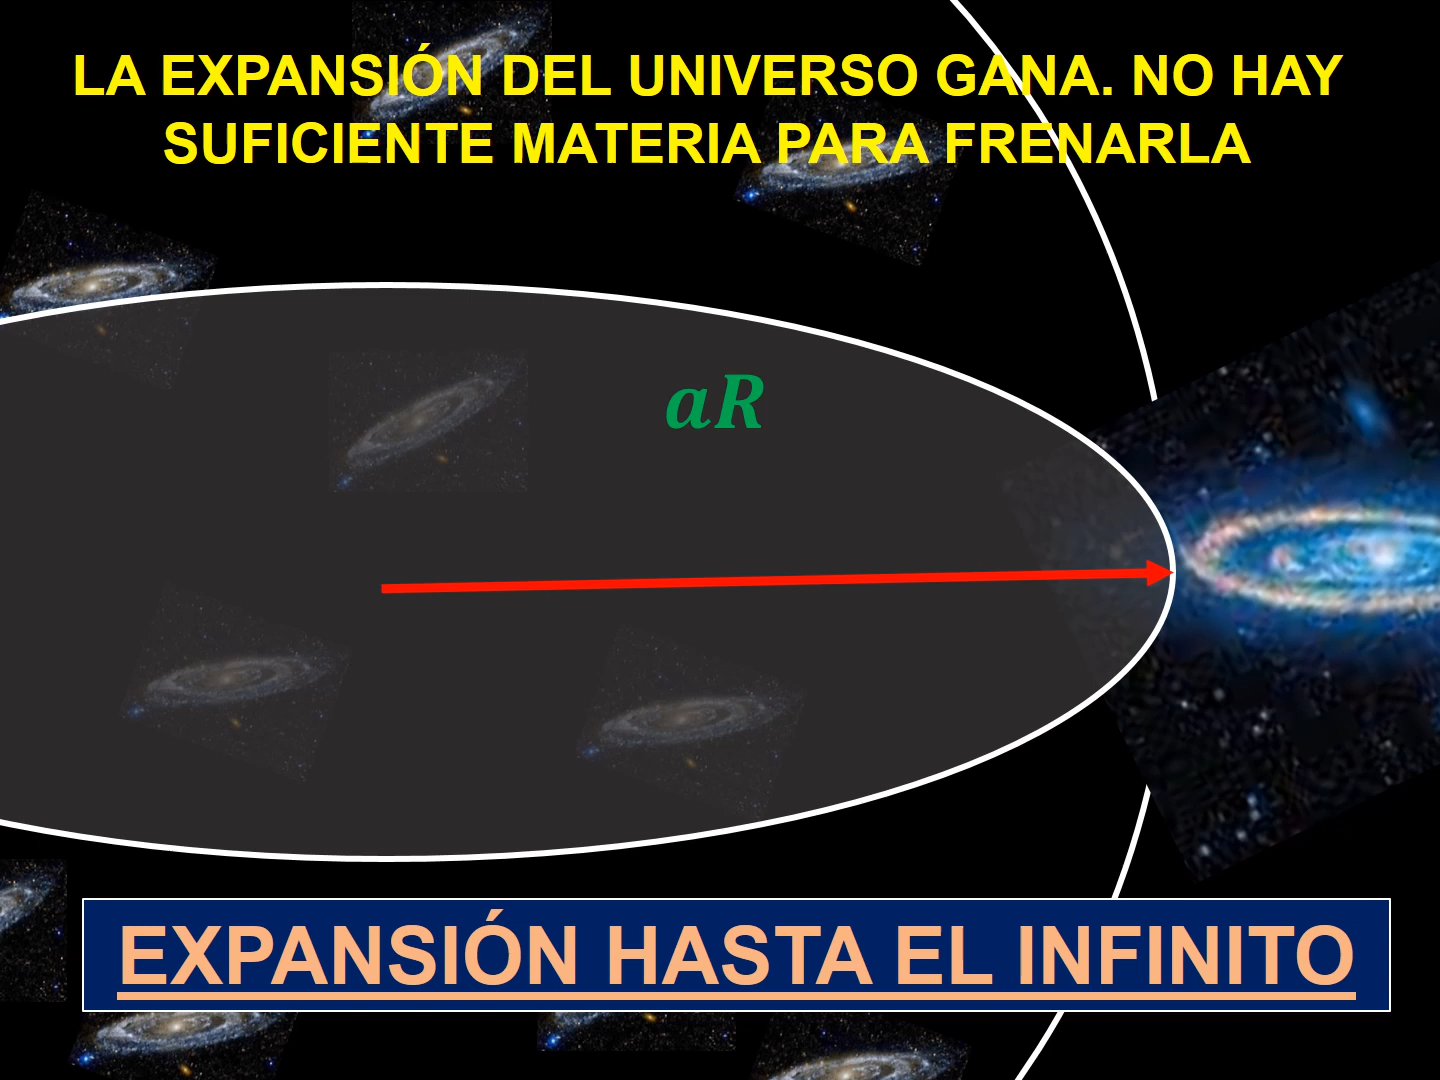 LA EXPANSIÓN DEL UNIVERSO GANA. NO HAY
SUFICIENTE MATERIA PARA FRENARLA
aR
EXPANSIÓN HASTA EL INFINITO